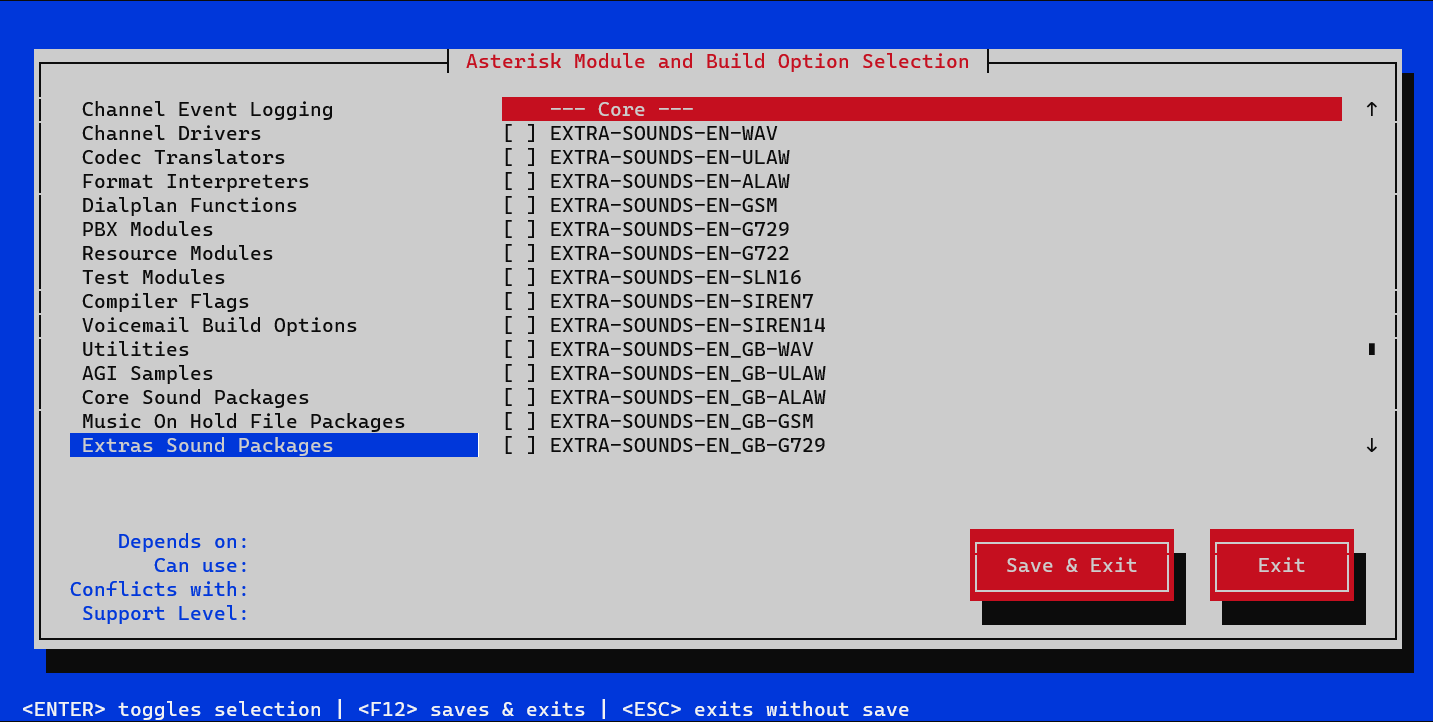 Asterisk Module and Build Option Selection
Channel Event Logging --- Core --- ↑
Channel Drivers [ ] EXTRA-SOUNDS-EN-WAV
Codec Translators [ ] EXTRA-SOUNDS-EN-ULAW
Format Interpreters [ ] EXTRA-SOUNDS-EN-ALAW
Dialplan Functions [ ] EXTRA-SOUNDS-EN-GSM
PBX Modules [ ] EXTRA-SOUNDS-EN-G729
Resource Modules [ ] EXTRA-SOUNDS-EN-G722
Test Modules [ ] EXTRA-SOUNDS-EN-SLN16
Compiler Flags [ ] EXTRA-SOUNDS-EN-SIREN7
Voicemail Build Options [ ] EXTRA-SOUNDS-EN-SIREN14
Utilities [ ] EXTRA-SOUNDS-EN_GB-WAV
AGI Samples [ ] EXTRA-SOUNDS-EN_GB-ULAW
Core Sound Packages [ ] EXTRA-SOUNDS-EN_GB-ALAW
Music On Hold File Packages [ ] EXTRA-SOUNDS-EN_GB-GSM
Extras Sound Packages [ ] EXTRA-SOUNDS-EN_GB-G729 ↓
Depends on:
Can use: Save & Exit Exit
Conflicts with:
Support Level:
<ENTER> toggles selection | <F12> saves & exits | <ESC> exits without save